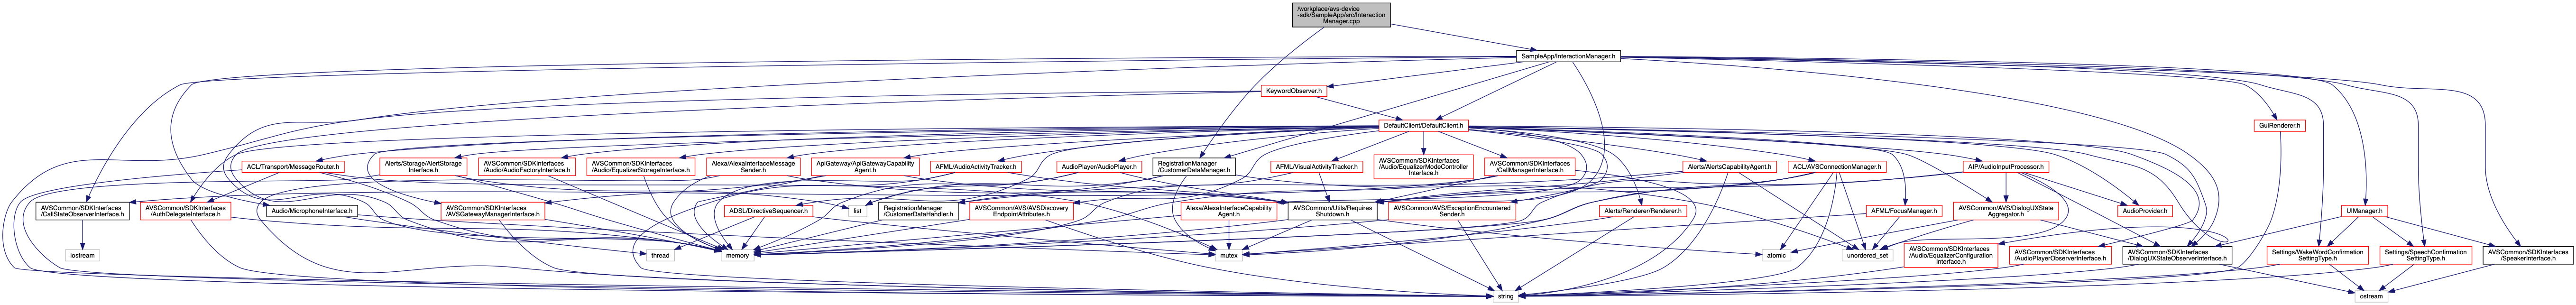 /workplace/avs-device
-sdk/SampleApp/src/Interaction
Manager.cpp
SampleApp/InteractionManager.h
KeywordObserver.h
DefaultClient/DefaultClient.h
GuiRenderer.h
ACL/Transport/MessageRouter.h
Alerts/Storage/AlertStorage
Interface.h
AVSCommon/SDKInterfaces
/Audio/AudioFactoryInterface.h
AVSCommon/SDKInterfaces
/Audio/EqualizerStorageInterface.h
Alexa/AlexaInterfaceMessage
Sender.h
ApiGateway/ApiGatewayCapability
Agent.h
AFML/AudioActivityTracker.h
AudioPlayer/AudioPlayer.h
RegistrationManager
/CustomerDataManager.h
AFML/VisualActivityTracker.h
AVSCommon/SDKInterfaces
/Audio/EqualizerModeController
Interface.h
AVSCommon/SDKInterfaces
/CallManagerInterface.h
Alerts/AlertsCapabilityAgent.h
ACL/AVSConnectionManager.h
AIP/AudioInputProcessor.h
AVSCommon/SDKInterfaces
/CallStateObserverInterface.h
AVSCommon/SDKInterfaces
/AuthDelegateInterface.h
Audio/MicrophoneInterface.h
AVSCommon/SDKInterfaces
/AVSGatewayManagerInterface.h
ADSL/DirectiveSequencer.h
list
RegistrationManager
/CustomerDataHandler.h
AVSCommon/AVS/AVSDiscovery
EndpointAttributes.h
Alexa/AlexaInterfaceCapability
Agent.h
AVSCommon/Utils/Requires
Shutdown.h
AVSCommon/AVS/ExceptionEncountered
Sender.h
Alerts/Renderer/Renderer.h
AFML/FocusManager.h
AVSCommon/AVS/DialogUXState
Aggregator.h
AudioProvider.h
UIManager.h
iostream
thread
memory
mutex
atomic
unordered_set
AVSCommon/SDKInterfaces
/Audio/EqualizerConfiguration
Interface.h
AVSCommon/SDKInterfaces
/AudioPlayerObserverInterface.h
AVSCommon/SDKInterfaces
/DialogUXStateObserverInterface.h
Settings/WakeWordConfirmation
SettingType.h
Settings/SpeechConfirmation
SettingType.h
AVSCommon/SDKInterfaces
/SpeakerInterface.h
string
ostream